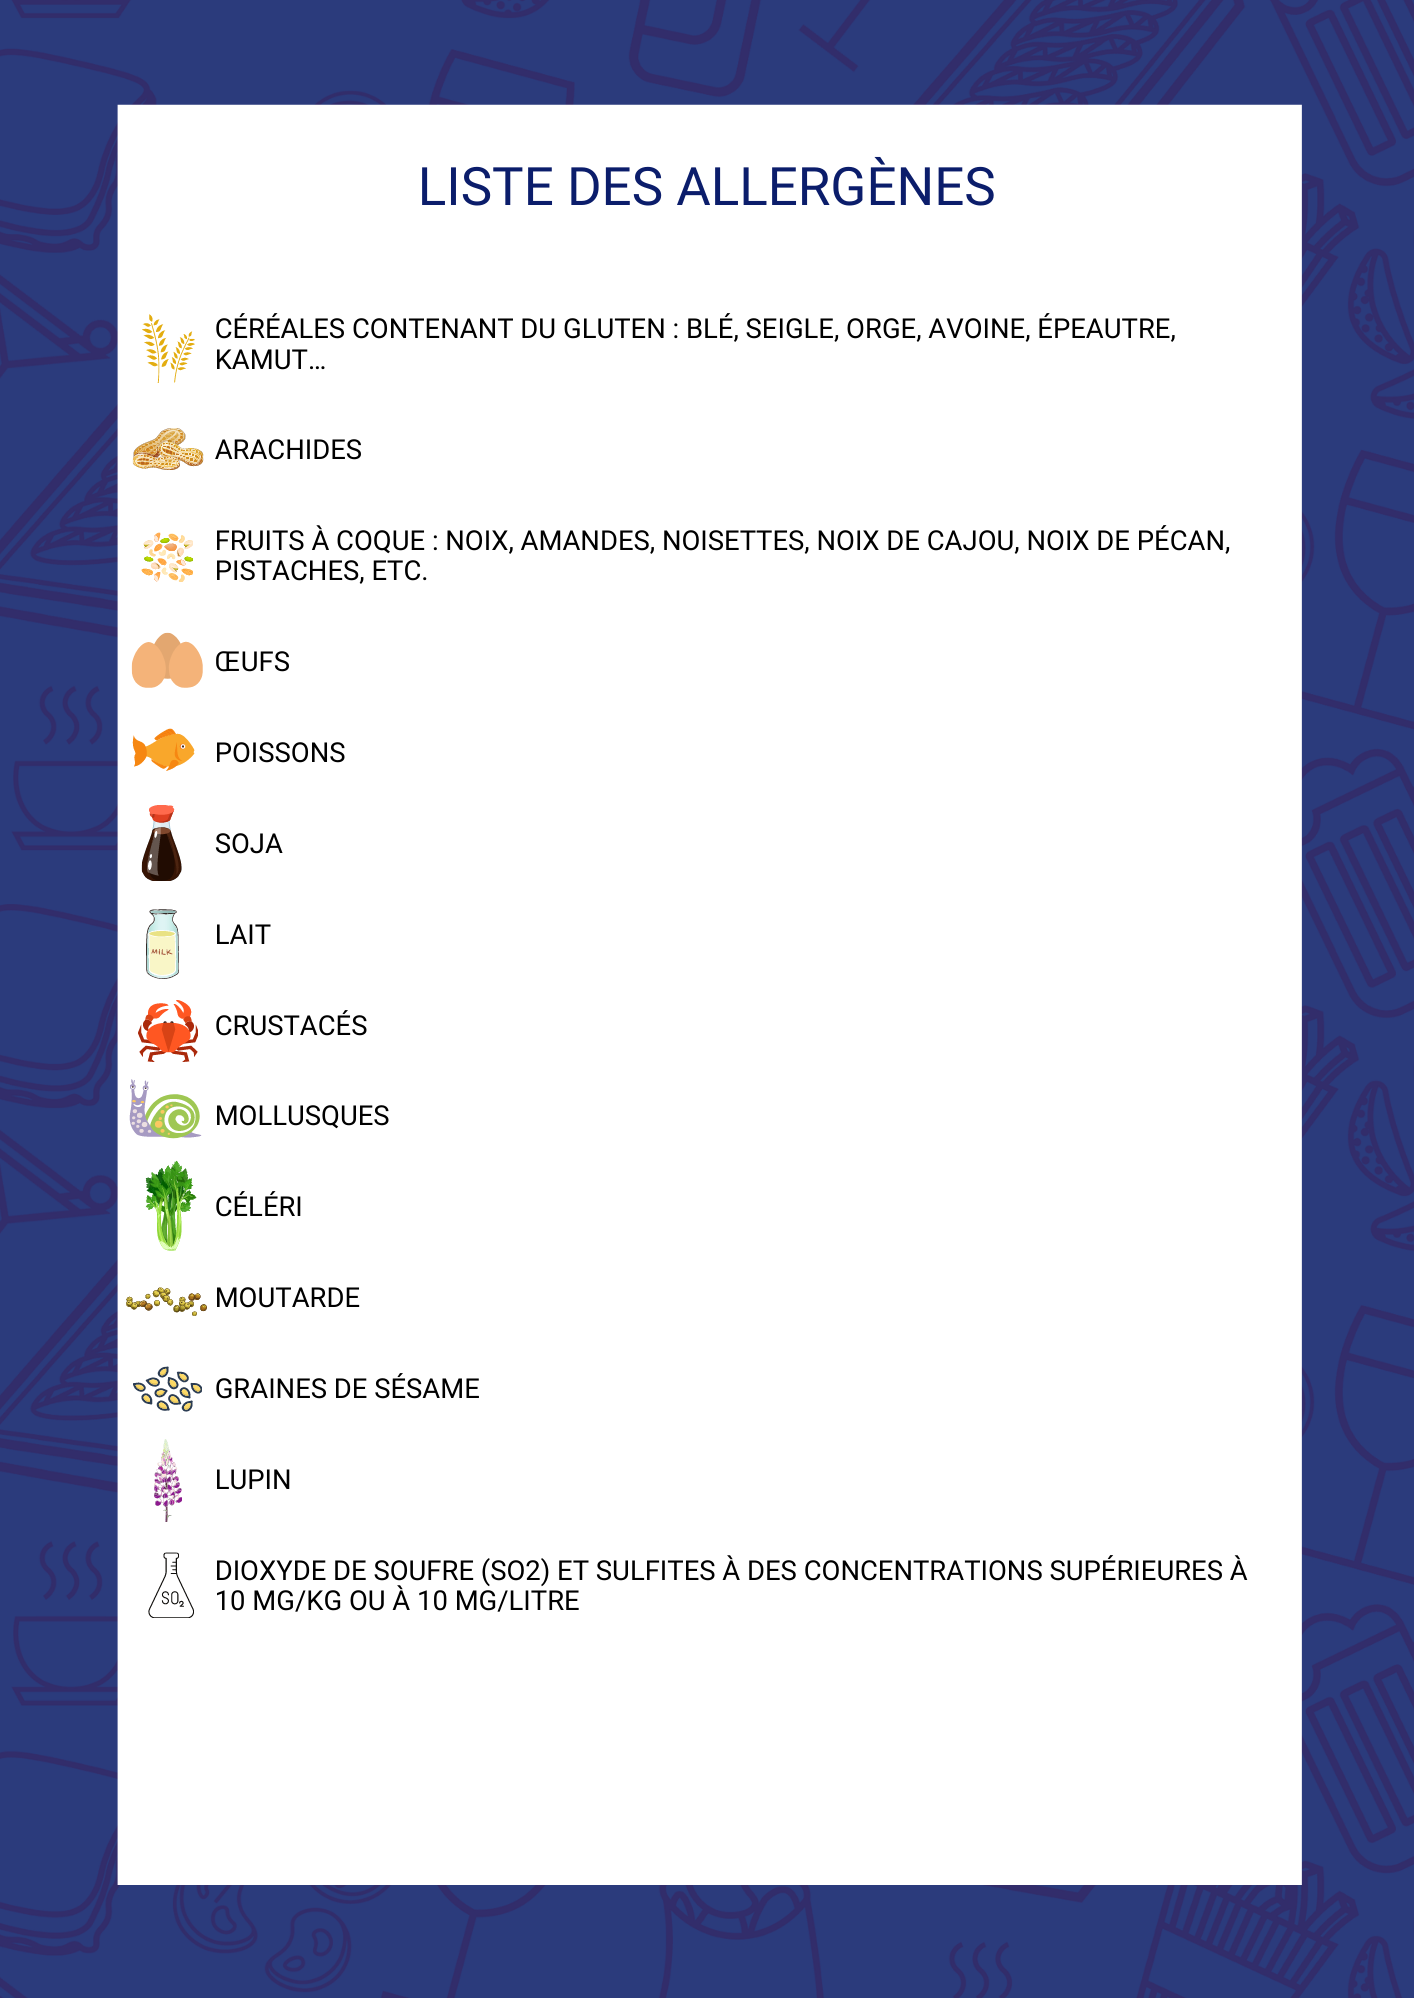 LISTE DES ALLERGÈNES
CÉRÉALES CONTENANT DU GLUTEN : BLÉ, SEIGLE, ORGE, AVOINE, ÉPEAUTRE,
KAMUT...
ARACHIDES
FRUITS À COQUE : NOIX, AMANDES, NOISETTES, NOIX DE CAJOU, NOIX DE PÉCAN,
PISTACHES, ETC.
ŒUFS
POISSONS
SOJA
MILK
LAIT
CRUSTACÉS
MOLLUSQUES
CÉLÉRI
MOUTARDE
GRAINES DE SÉSAME
LUPIN
SO₂
DIOXYDE DE SOUFRE (SO2) ET SULFITES À DES CONCENTRATIONS SUPÉRIEURES À
10 MG/KG OU À 10 MG/LITRE